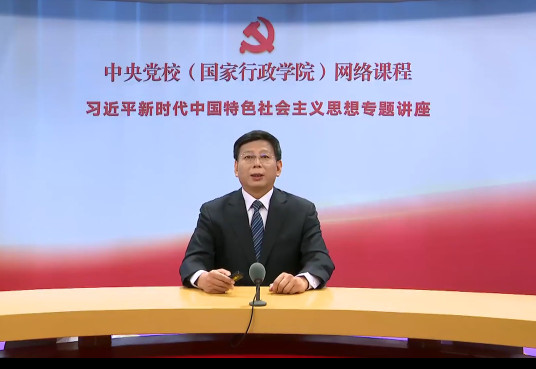 中央党校（国家行政学院）网络课程
习近平新时代中国特色社会主义思想专题讲座